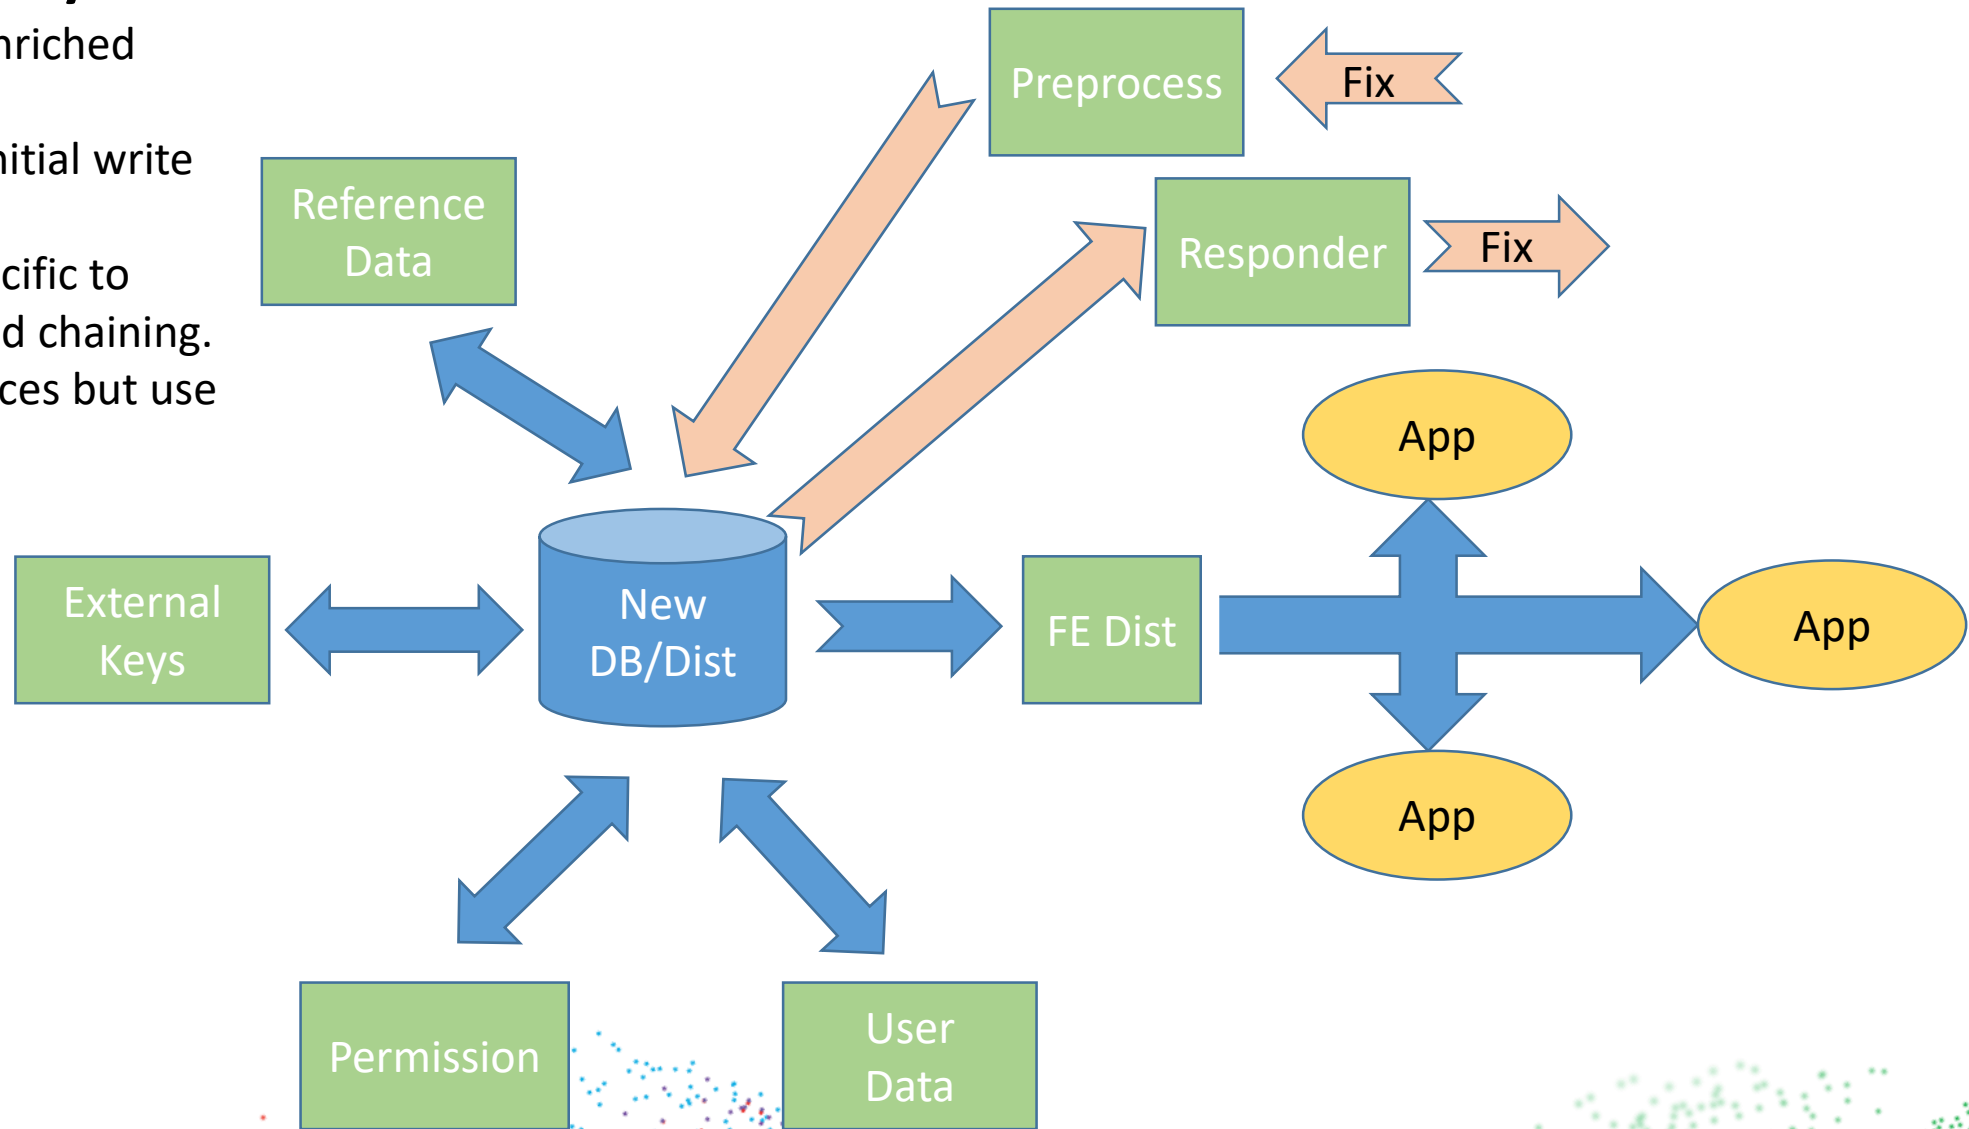 nriched
nitial write
cific to
d chaining.
ces but use
Preprocess
Fix
Reference
Data
Responder
Fix
App
External
Keys
New
DB/Dist
FE Dist
App
App
Permission
User
Data